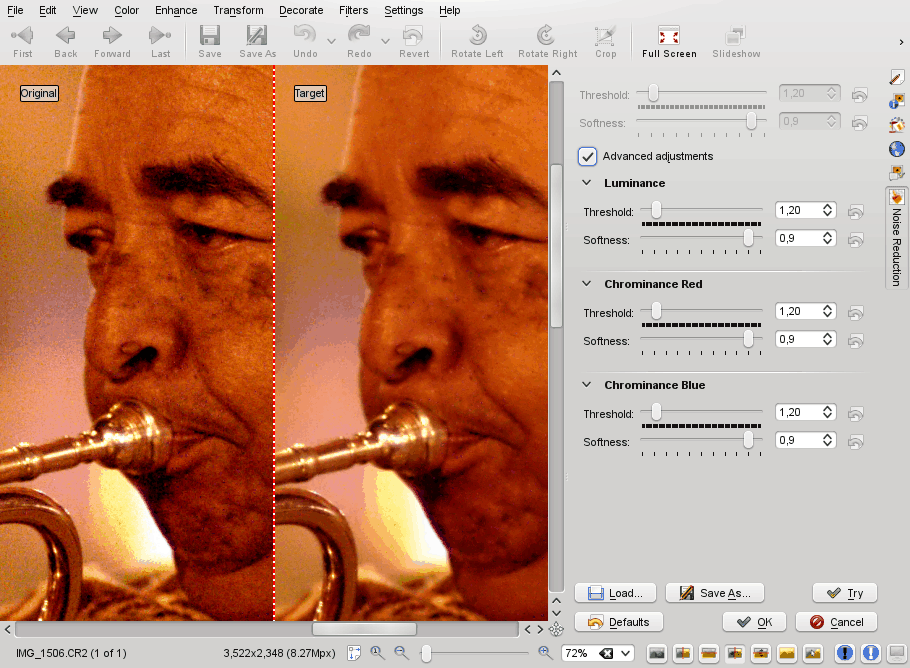 File Edit View Color Enhance Transform Decorate Filters Settings Help
First Back Forward Last Save Save As Undo Redo Revert Rotate Left Rotate Right Crop Full Screen Slideshow
Original
Target
Threshold: 1,20
Softness: 0,9
Advanced adjustments
Luminance
Threshold: 1,20
Softness: 0,9
Chrominance Red
Threshold: 1,20
Softness: 0,9
Chrominance Blue
Threshold: 1,20
Softness: 0,9
Noise Reduction
Load... Save As... Try
Defaults OK Cancel
IMG_1506.CR2 (1 of 1) 3,522x2,348 (8.27Mpx) 72%